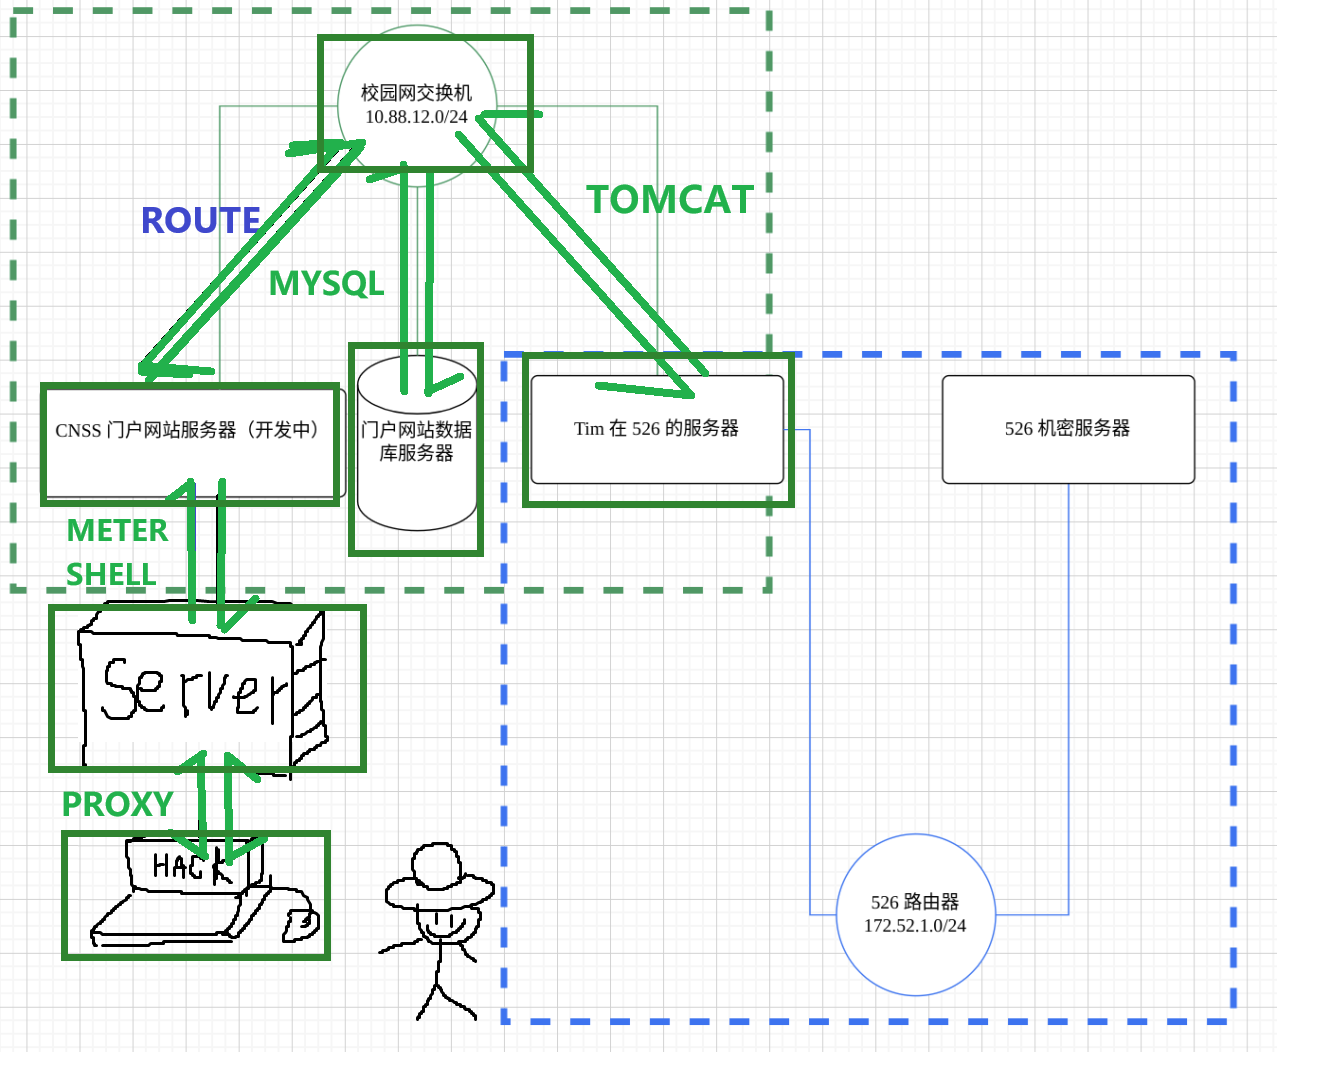 校园网交换机
10.88.12.0/24
ROUTE
TOMCAT
MYSQL
CNSS 门户网站服务器（开发中）
门户网站数据
库服务器
Tim 在 526 的服务器
526 机密服务器
METER
SHELL
Server
PROXY
HACK
526 路由器
172.52.1.0/24